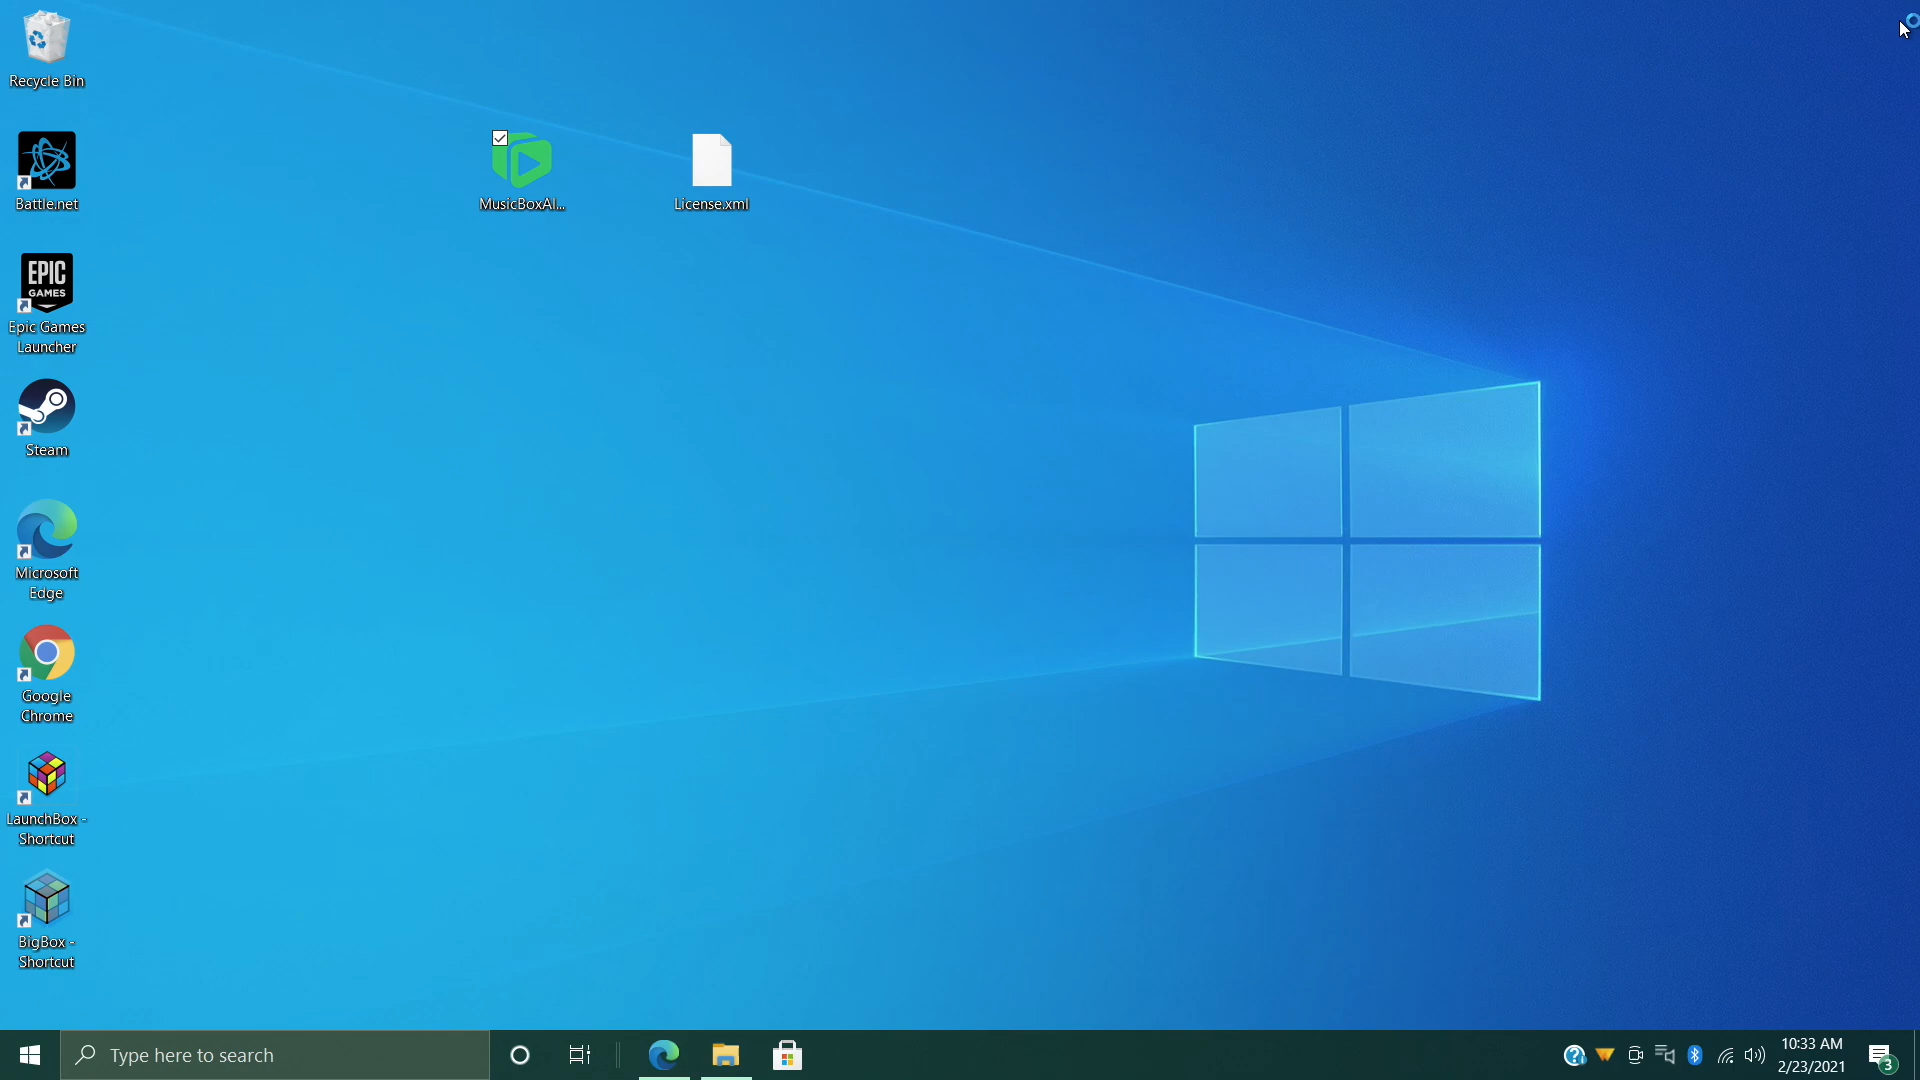 Recycle Bin
Battle.net
EPIC
GAMES
Epic Games
Launcher
Steam
Microsoft
Edge
Google
Chrome
LaunchBox -
Shortcut
BigBox -
Shortcut
MusicBoxAl...
License.xml
Type here to search
10:33 AM
2/23/2021
3